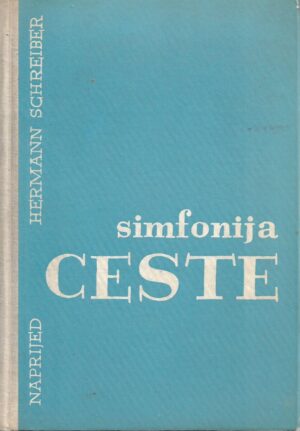 HERMANN SCHREIBER
simfonija
CESTE
NAPRIJED